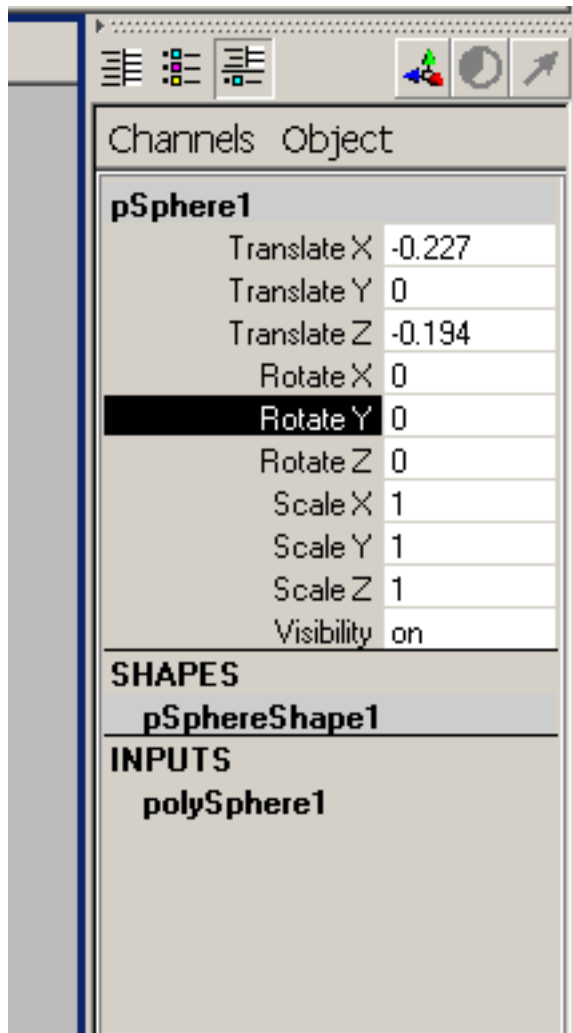 Channels Object
pSphere1
Translate X -0.227
Translate Y 0
Translate Z -0.194
Rotate X 0
Rotate Y 0
Rotate Z 0
Scale X 1
Scale Y 1
Scale Z 1
Visibility on
SHAPES
pSphereShape1
INPUTS
polySphere1